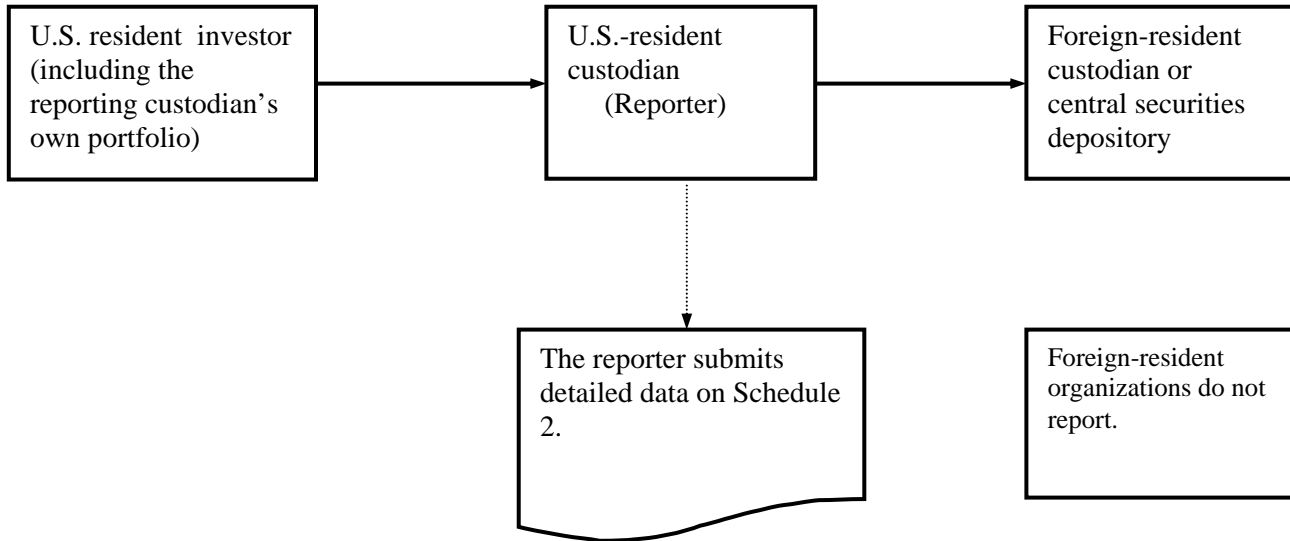 U.S. resident  investor
(including the
reporting custodian’s
own portfolio)
U.S.-resident
custodian
(Reporter)
Foreign-resident
custodian or
central securities
depository
The reporter submits
detailed data on Schedule
2.
Foreign-resident
organizations do not
report.